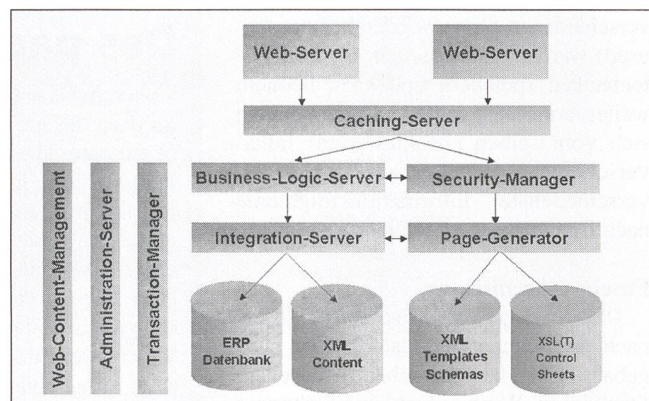 Web-Server
Web-Server
Caching-Server
Business-Logic-Server
Security-Manager
Integration-Server
Page-Generator
Web-Content-Management
Administration-Server
Transaction-Manager
ERP
Datenbank
XML
Content
XML
Templates
Schemas
XSL(T)
Control
Sheets